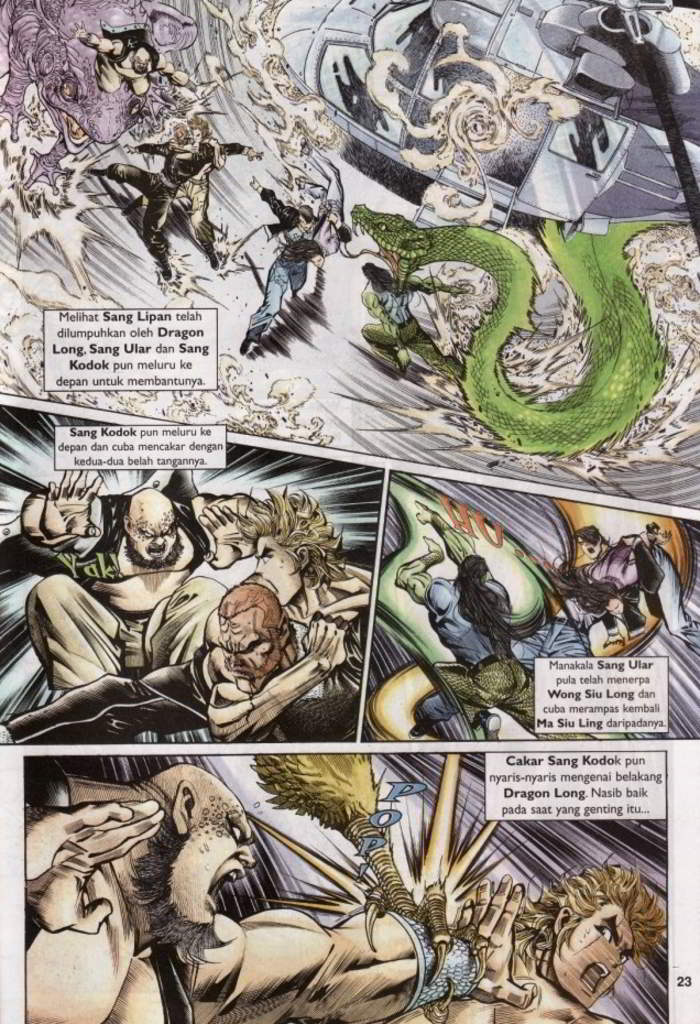 Melihat Sang Lipan telah
dilumpuhkan oleh Dragon
Long, Sang Ular dan Sang
Kodok pun meluru ke
depan untuk membantunya.
Sang Kodok pun meluru ke
depan dan cuba mencakar dengan
kedua-dua belah tangannya.
Yak!
Manakala Sang Ular
pula telah menerpa
Wong Siu Long dan
cuba merampas kembali
Ma Siu Ling daripadanya.
Cakar Sang Kodok pun
nyaris-nyaris mengenai belakang
Dragon Long. Nasib baik
pada saat yang genting itu...
POP POP
23